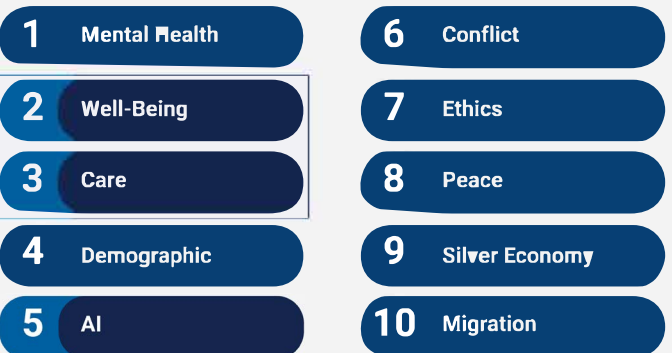 1 Mental Health
2 Well-Being
3 Care
4 Demographic
5 AI
6 Conflict
7 Ethics
8 Peace
9 Silver Economy
10 Migration